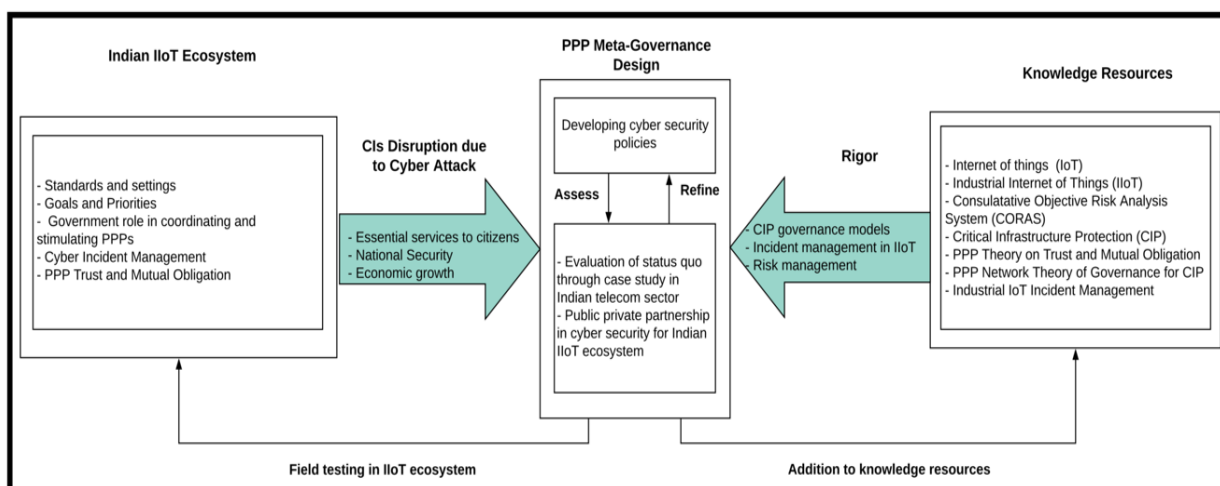 Indian IIoT Ecosystem
- Standards and settings
- Goals and Priorities
- Government role in coordinating and
stimulating PPPs
- Cyber Incident Management
- PPP Trust and Mutual Obligation
CIs Disruption due
to Cyber Attack
- Essential services to citizens
- National Security
- Economic growth
PPP Meta-Governance
Design
Developing cyber security
policies
Assess
Refine
- Evaluation of status quo
through case study in
Indian telecom sector
- Public private partnership
in cyber security for Indian
IIoT ecosystem
Rigor
- CIP governance models
- Incident management in IIoT
- Risk management
Knowledge Resources
- Internet of things (IoT)
- Industrial Internet of Things (IIoT)
- Consulatative Objective Risk Analysis
System (CORAS)
- Critical Infrastructure Protection (CIP)
- PPP Theory on Trust and Mutual Obligation
- PPP Network Theory of Governance for CIP
- Industrial IoT Incident Management
Field testing in IIoT ecosystem
Addition to knowledge resources